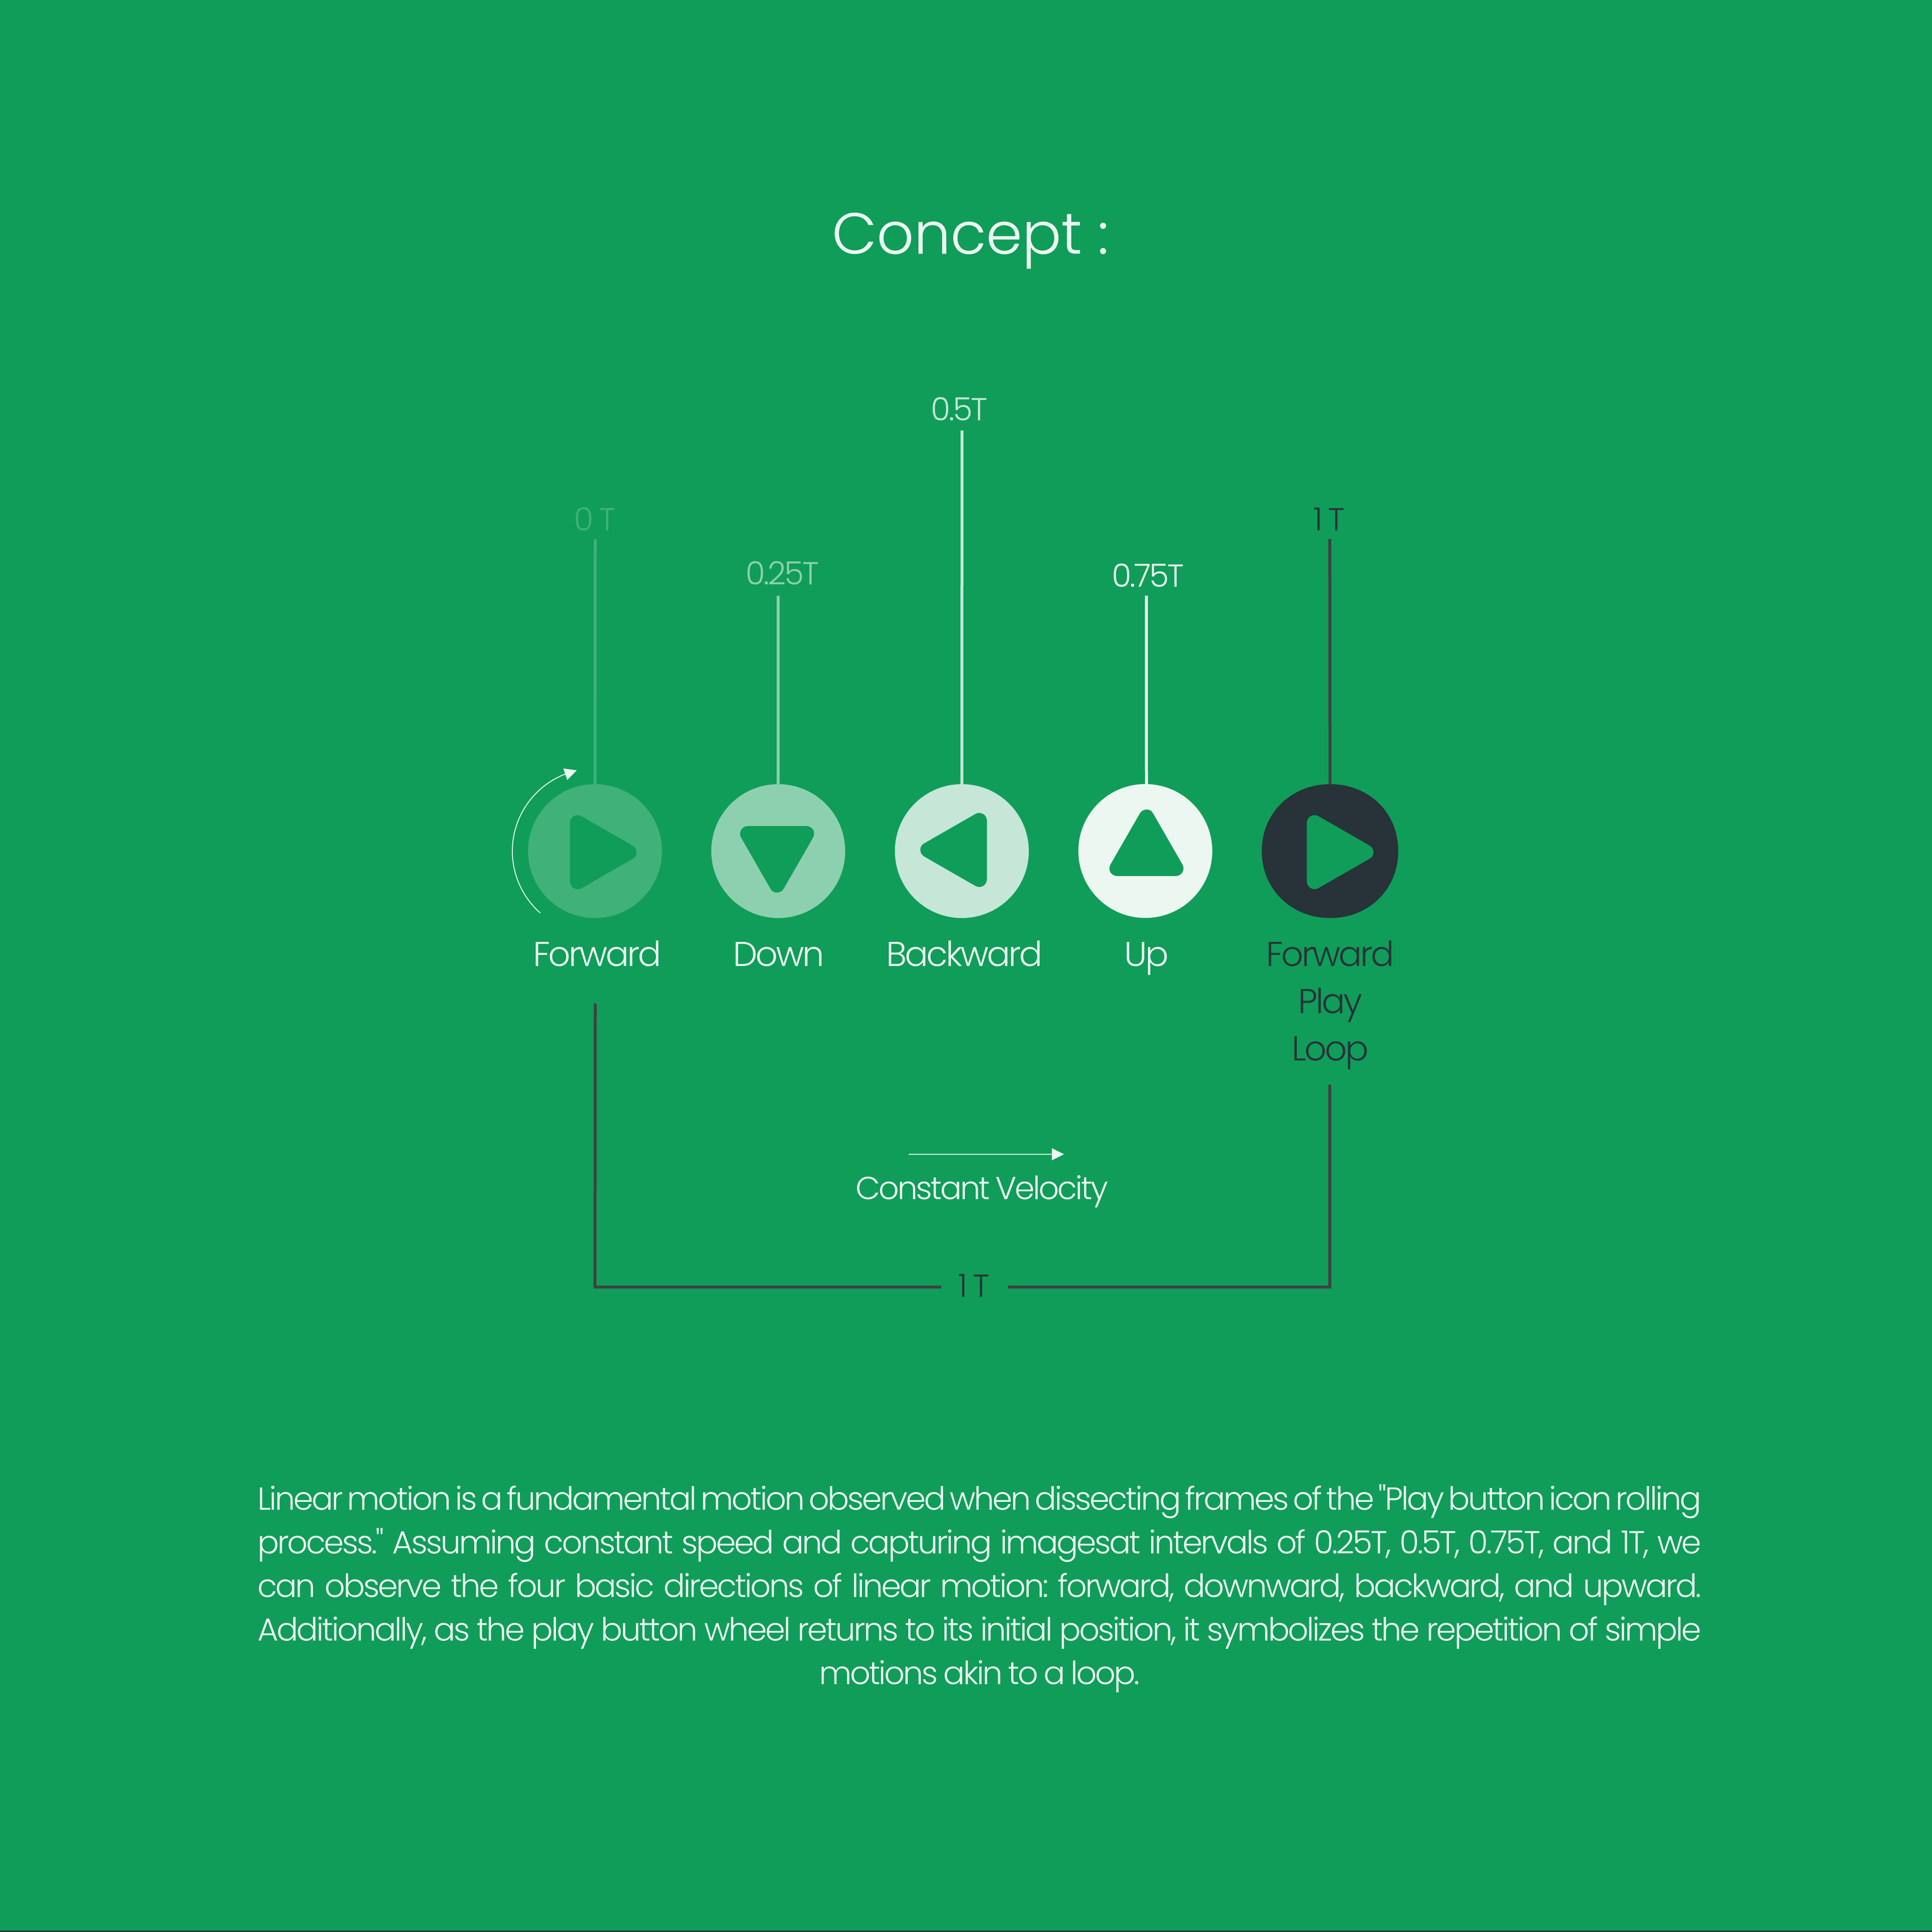 Concept :
0.5T
0 T
1 T
0.25T
0.75T
Forward
Down
Backward
Up
Forward
Play
Loop
Constant Velocity
1 T
Linear motion is a fundamental motion observed when dissecting frames of the "Play button icon rolling
process." Assuming constant speed and capturing imagesat intervals of 0.25T, 0.5T, 0.75T, and 1T, we
can observe the four basic directions of linear motion: forward, downward, backward, and upward.
Additionally, as the play button wheel returns to its initial position, it symbolizes the repetition of simple
motions akin to a loop.